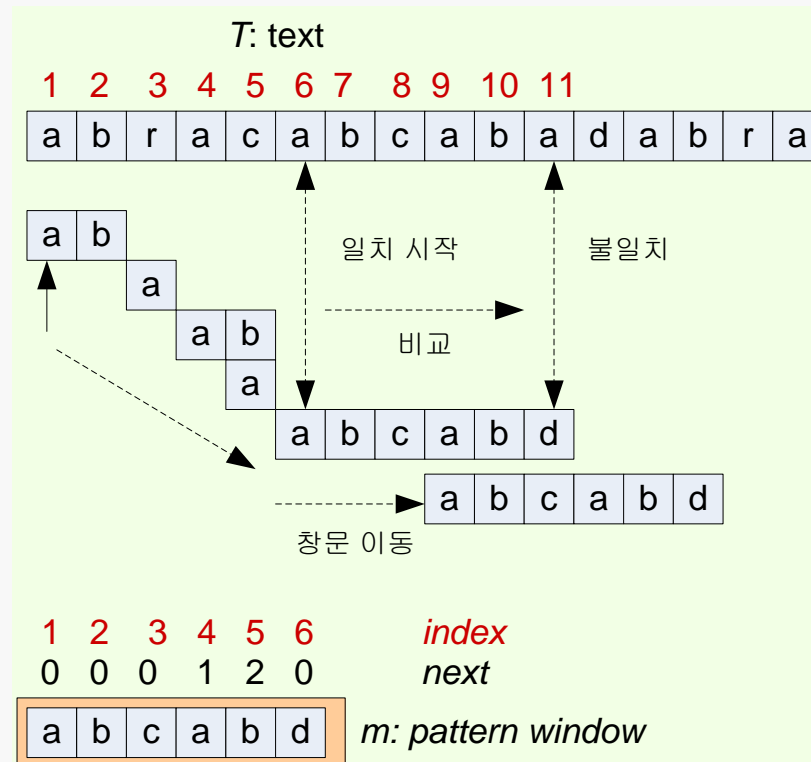 T: text
1 2 3 4 5 6 7 8 9 10 11
a b r a c a b c a b a d a b r a
a b
일치 시작
불일치
a
a b
비교
a
a b c a b d
a b c a b d
창문 이동
1 2 3 4 5 6 index
0 0 0 1 2 0 next
a b c a b d m: pattern window